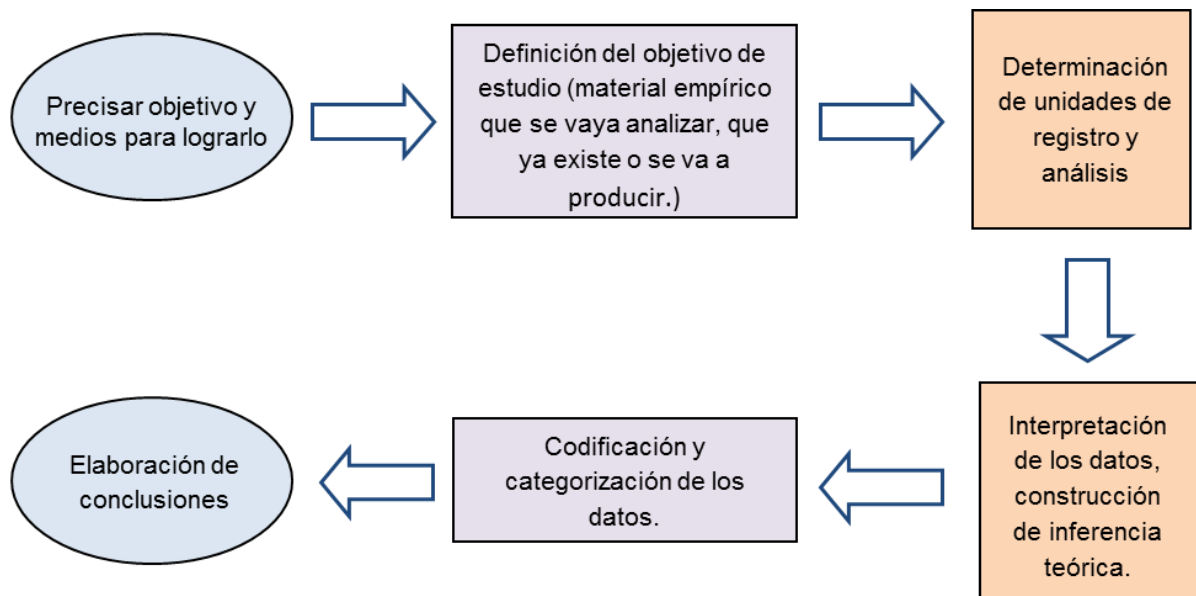 Precisar objetivo y
medios para lograrlo
Definición del objetivo de
estudio (material empírico
que se vaya analizar, que
ya existe o se va a
producir.)
Determinación
de unidades de
registro y
análisis
Interpretación
de los datos,
construcción
de inferencia
teórica.
Codificación y
categorización de los
datos.
Elaboración de
conclusiones